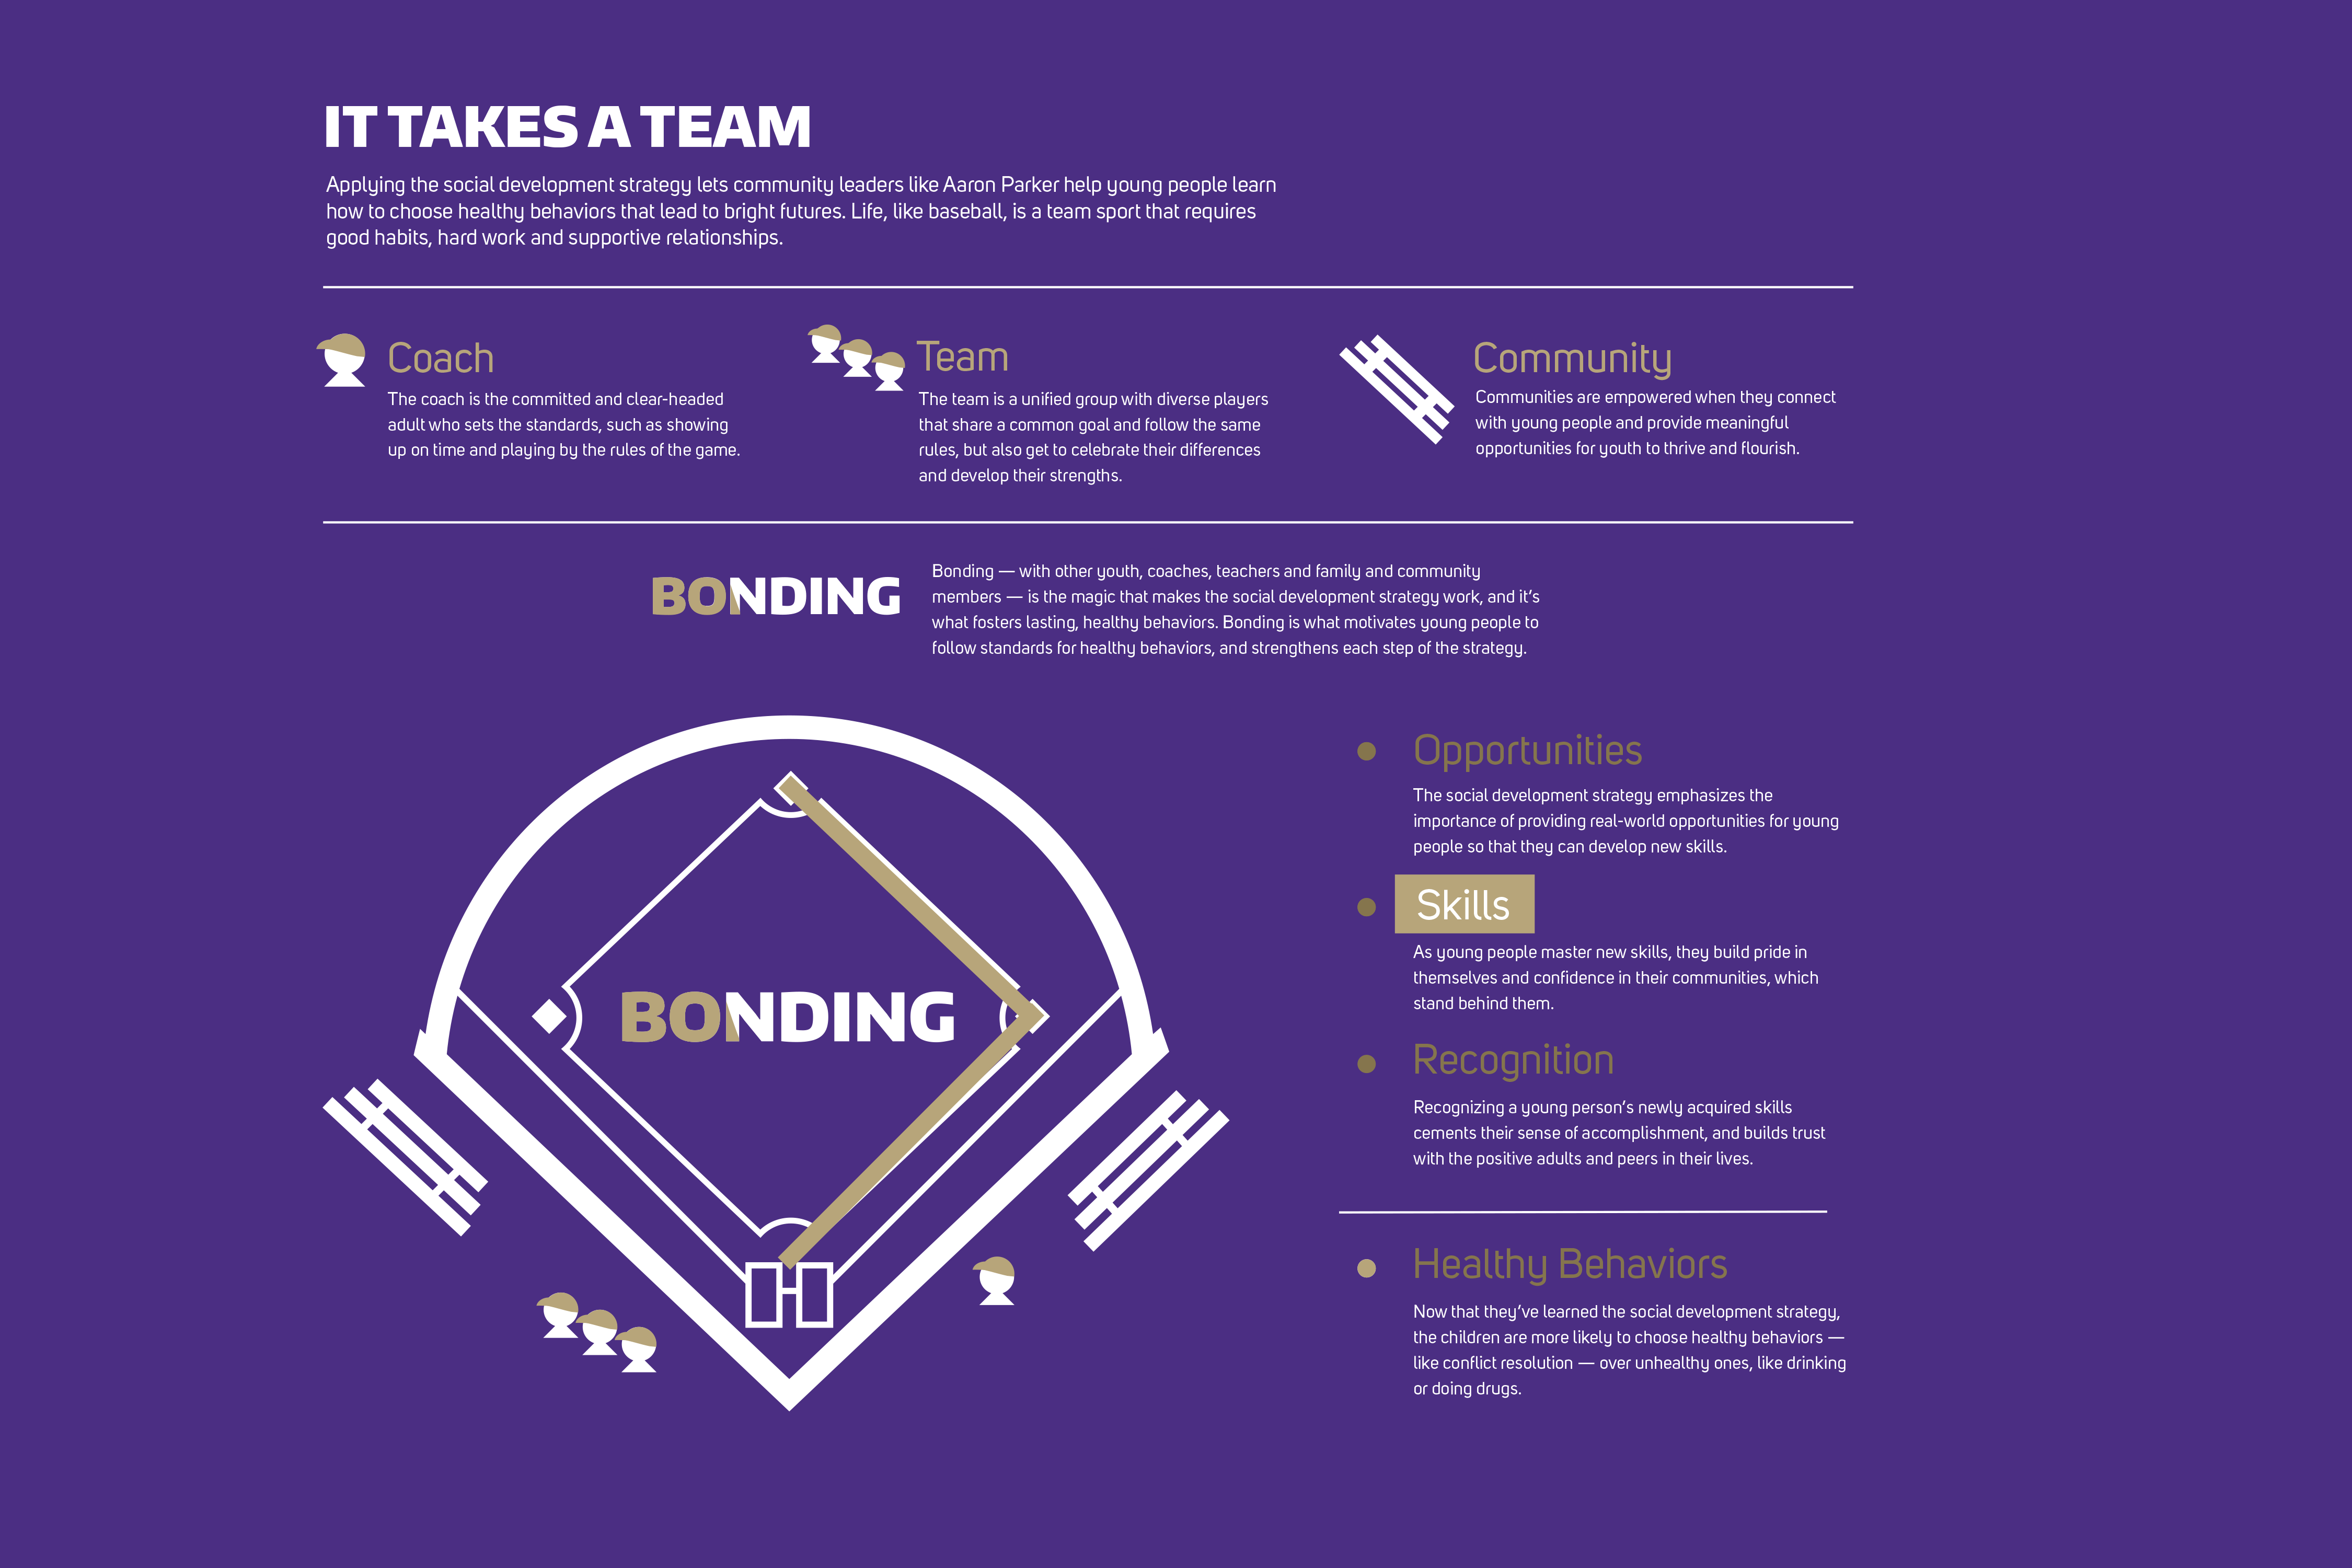 IT TAKES A TEAM
Applying the social development strategy lets community leaders like Aaron Parker help young people learn
how to choose healthy behaviors that lead to bright futures. Life, like baseball, is a team sport that requires
good habits, hard work and supportive relationships.
Coach
The coach is the committed and clear-headed
adult who sets the standards, such as showing
up on time and playing by the rules of the game.
Team
The team is a unified group with diverse players
that share a common goal and follow the same
rules, but also get to celebrate their differences
and develop their strengths.
Community
Communities are empowered when they connect
with young people and provide meaningful
opportunities for youth to thrive and flourish.
BONDING
Bonding — with other youth, coaches, teachers and family and community
members — is the magic that makes the social development strategy work, and it’s
what fosters lasting, healthy behaviors. Bonding is what motivates young people to
follow standards for healthy behaviors, and strengthens each step of the strategy.
BONDING
Opportunities
The social development strategy emphasizes the
importance of providing real-world opportunities for young
people so that they can develop new skills.
Skills
As young people master new skills, they build pride in
themselves and confidence in their communities, which
stand behind them.
Recognition
Recognizing a young person’s newly acquired skills
cements their sense of accomplishment, and builds trust
with the positive adults and peers in their lives.
Healthy Behaviors
Now that they’ve learned the social development strategy,
the children are more likely to choose healthy behaviors —
like conflict resolution — over unhealthy ones, like drinking
or doing drugs.